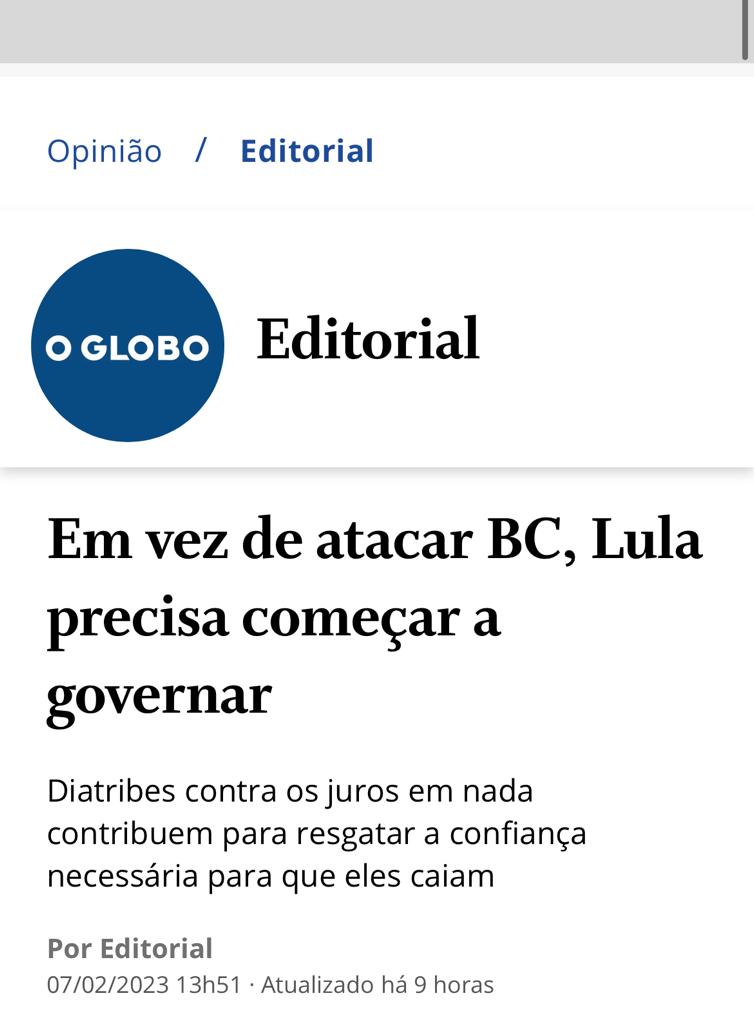 Opinião / Editorial
O GLOBO
Editorial
Em vez de atacar BC, Lula
precisa começar a
governar
Diatribes contra os juros em nada
contribuem para resgatar a confiança
necessária para que eles caiam
Por Editorial
07/02/2023 13h51 · Atualizado há 9 horas